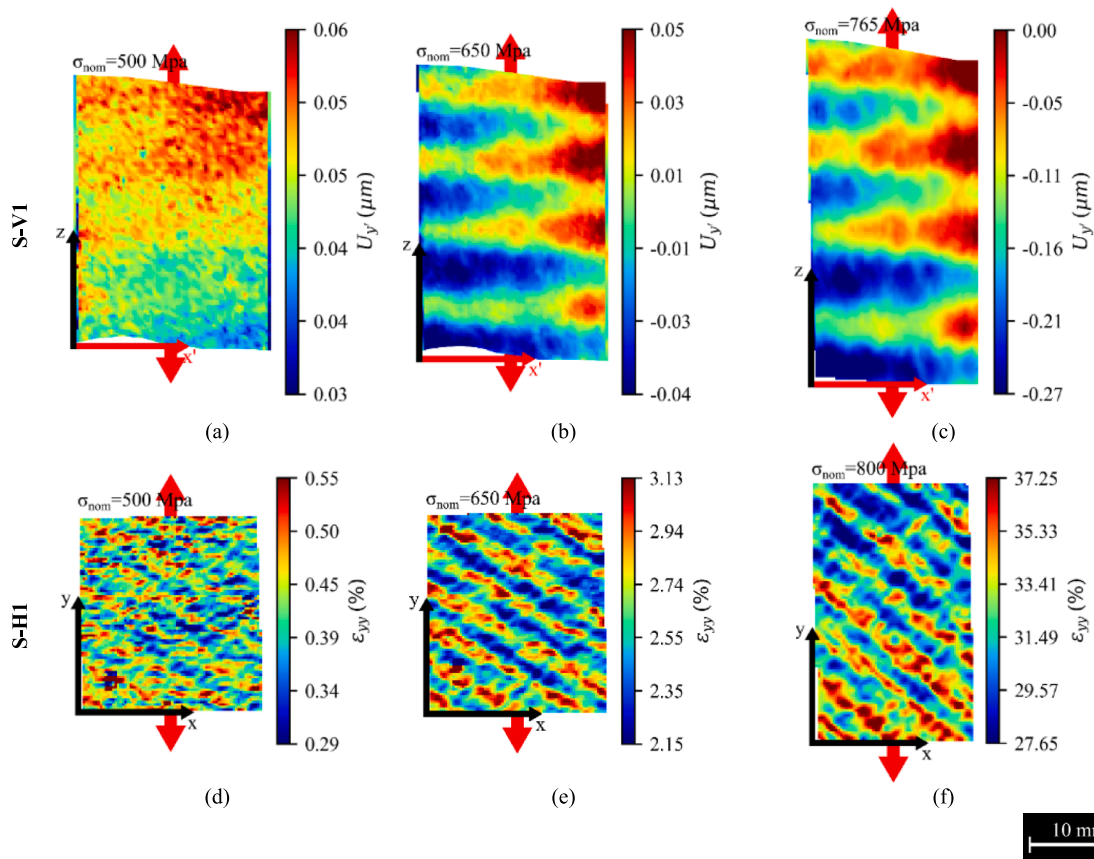 S-V1
σnom=500 Mpa
z
x'
0.06
0.05
0.05
0.04
0.04
0.03
Uy' (µm)
(a)
σnom=650 Mpa
z
x'
0.05
0.03
0.01
-0.01
-0.03
-0.04
Uy' (µm)
(b)
σnom=765 Mpa
z
x'
-0.00
-0.05
-0.11
-0.16
-0.21
-0.27
Uy' (µm)
(c)
S-H1
σnom=500 Mpa
y
x
0.55
0.50
0.45
0.39
0.34
0.29
εyy (%)
(d)
σnom=650 Mpa
y
x
3.13
2.94
2.74
2.55
2.35
2.15
εyy (%)
(e)
σnom=800 Mpa
y
x
37.25
35.33
33.41
31.49
29.57
27.65
εyy (%)
(f)
10 m